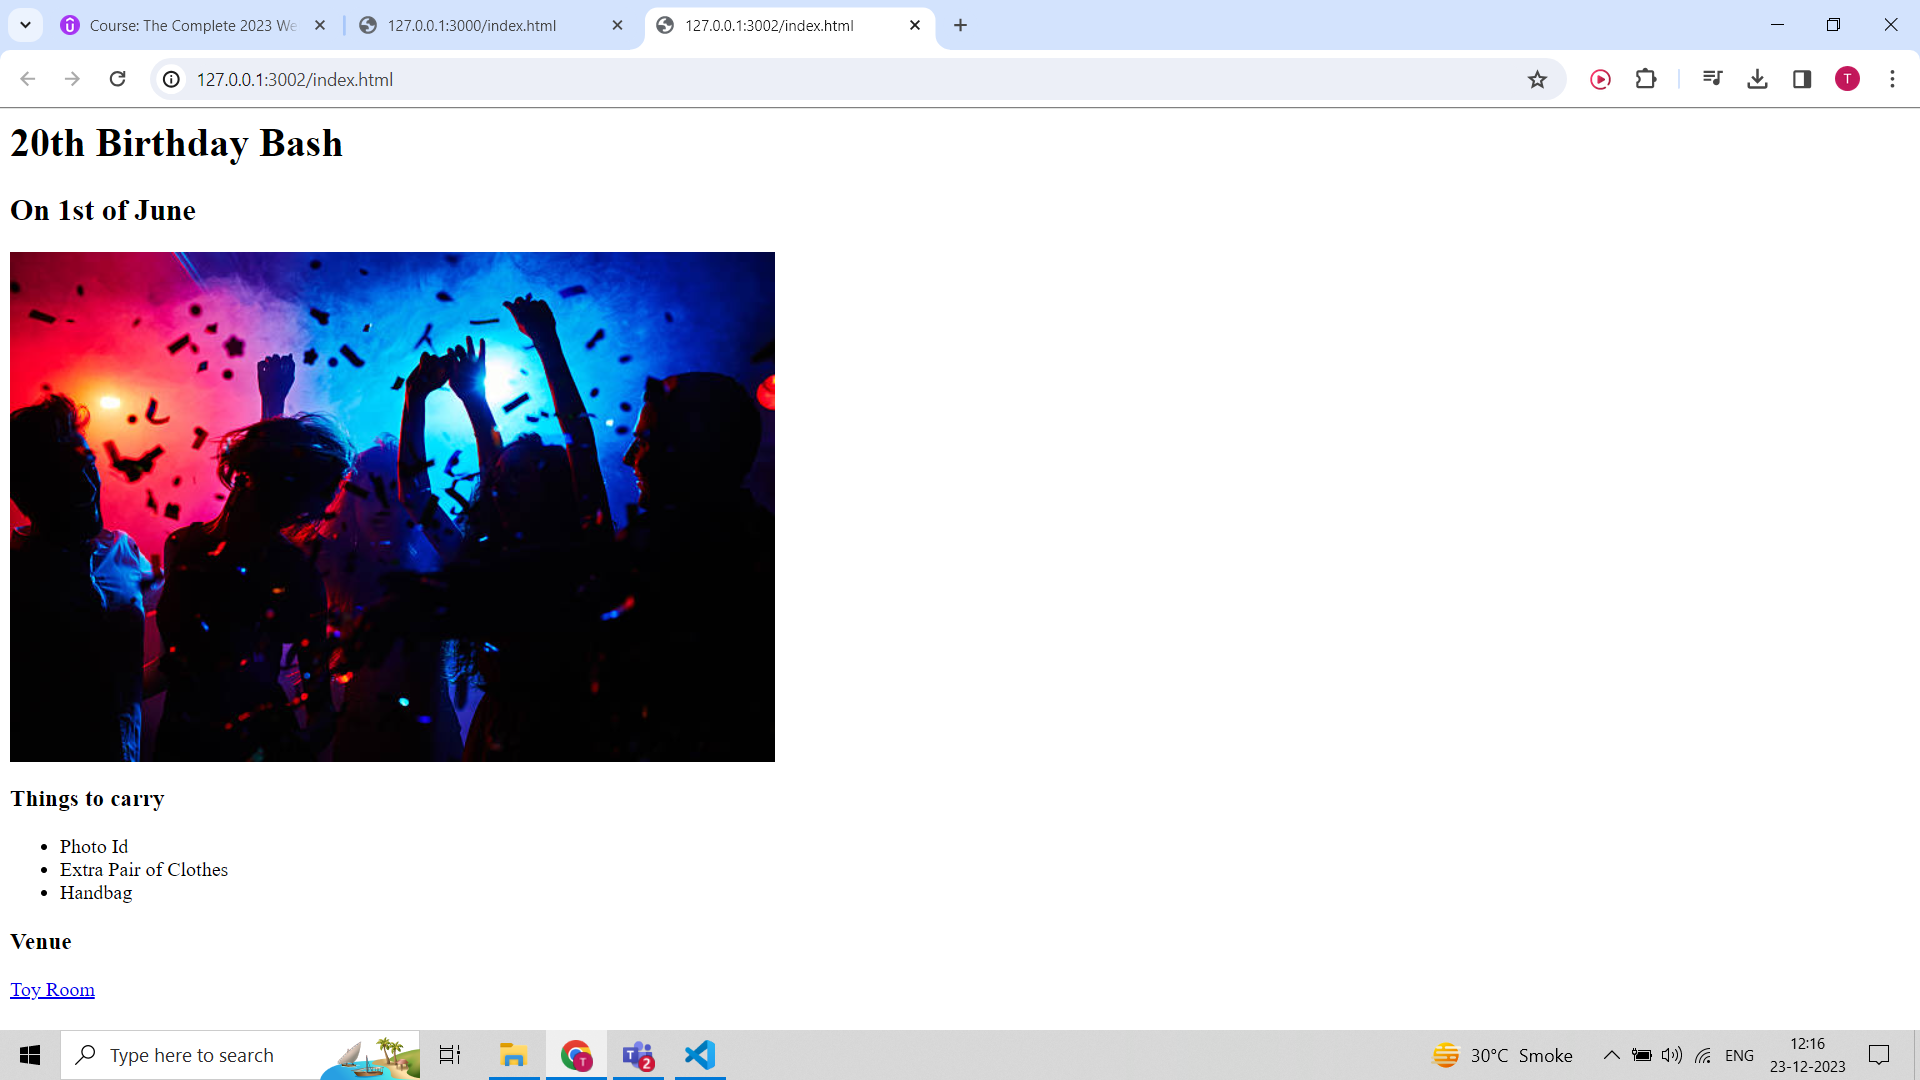 Course: The Complete 2023 We
127.0.0.1:3000/index.html
127.0.0.1:3002/index.html
127.0.0.1:3002/index.html
T
20th Birthday Bash
On 1st of June
Things to carry
Photo Id
Extra Pair of Clothes
Handbag
Venue
Toy Room
Type here to search
T
T
2
30°C Smoke
ENG
12:16
23-12-2023